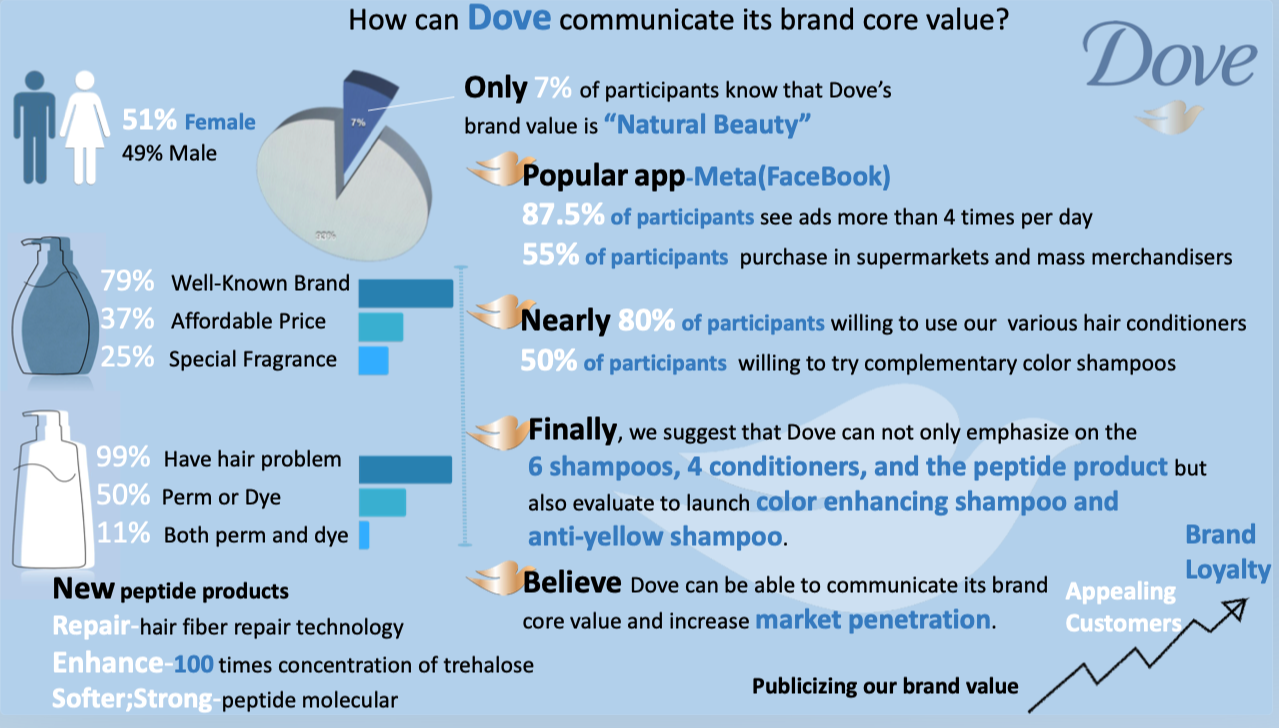 How can Dove communicate its brand core value?
Dove
51% Female
49% Male
7%
Only 7% of participants know that Dove's
brand value is “Natural Beauty”
Popular app-Meta(FaceBook)
87.5% of participants see ads more than 4 times per day
55% of participants purchase in supermarkets and mass merchandisers
79% Well-Known Brand
37% Affordable Price
25% Special Fragrance
Nearly 80% of participants willing to use our various hair conditioners
50% of participants willing to try complementary color shampoos
99% Have hair problem
50% Perm or Dye
11% Both perm and dye
Finally, we suggest that Dove can not only emphasize on the
6 shampoos, 4 conditioners, and the peptide product but
also evaluate to launch color enhancing shampoo and
anti-yellow shampoo.
New peptide products
Repair-hair fiber repair technology
Enhance-100 times concentration of trehalose
Softer;Strong-peptide molecular
Believe Dove can be able to communicate its brand
core value and increase market penetration.
Brand
Loyalty
Appealing
Customers
Publicizing our brand value